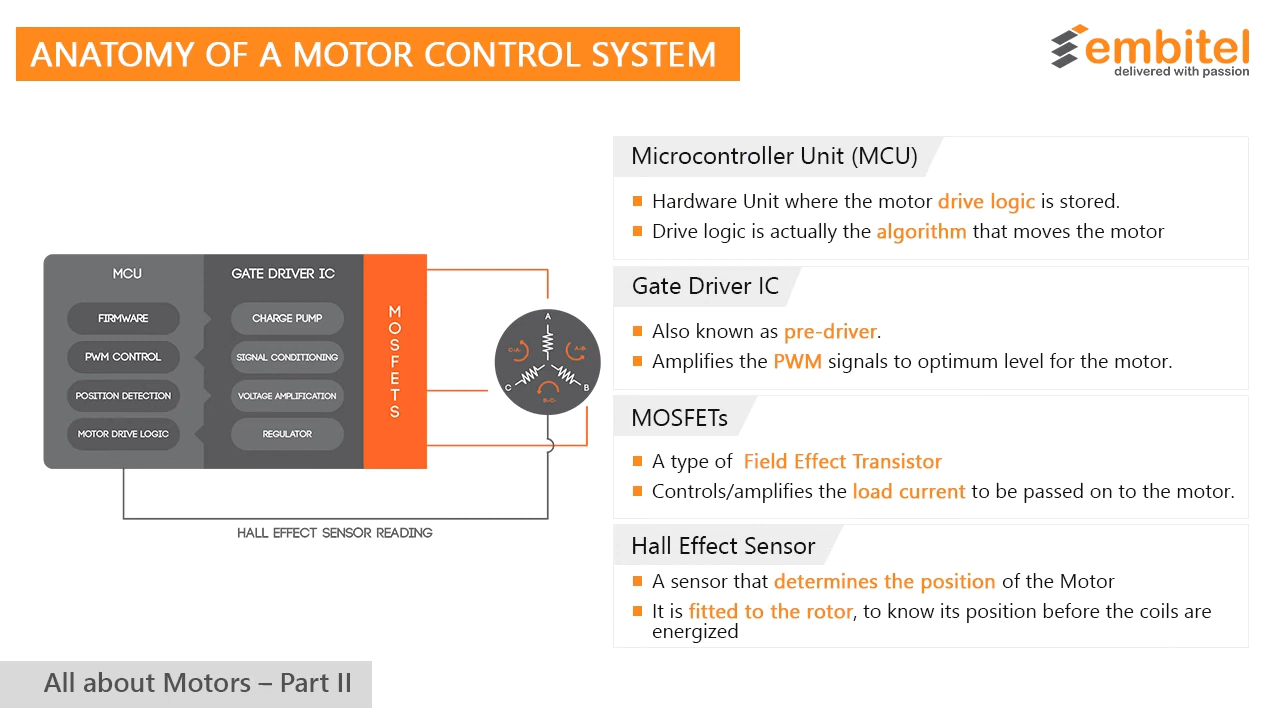 ANATOMY OF A MOTOR CONTROL SYSTEM
embitel
delivered with passion
MCU
FIRMWARE
PWM CONTROL
POSITION DETECTION
MOTOR DRIVE LOGIC
GATE DRIVER IC
CHARGE PUMP
SIGNAL CONDITIONING
VOLTAGE AMPLIFICATION
REGULATOR
MOSFETS
A
C-A-
A-B-
C
B
B-C-
HALL EFFECT SENSOR READING
Microcontroller Unit (MCU)
Hardware Unit where the motor drive logic is stored.
Drive logic is actually the algorithm that moves the motor
Gate Driver IC
Also known as pre-driver.
Amplifies the PWM signals to optimum level for the motor.
MOSFETs
A type of Field Effect Transistor
Controls/amplifies the load current to be passed on to the motor.
Hall Effect Sensor
A sensor that determines the position of the Motor
It is fitted to the rotor, to know its position before the coils are
energized
All about Motors – Part II